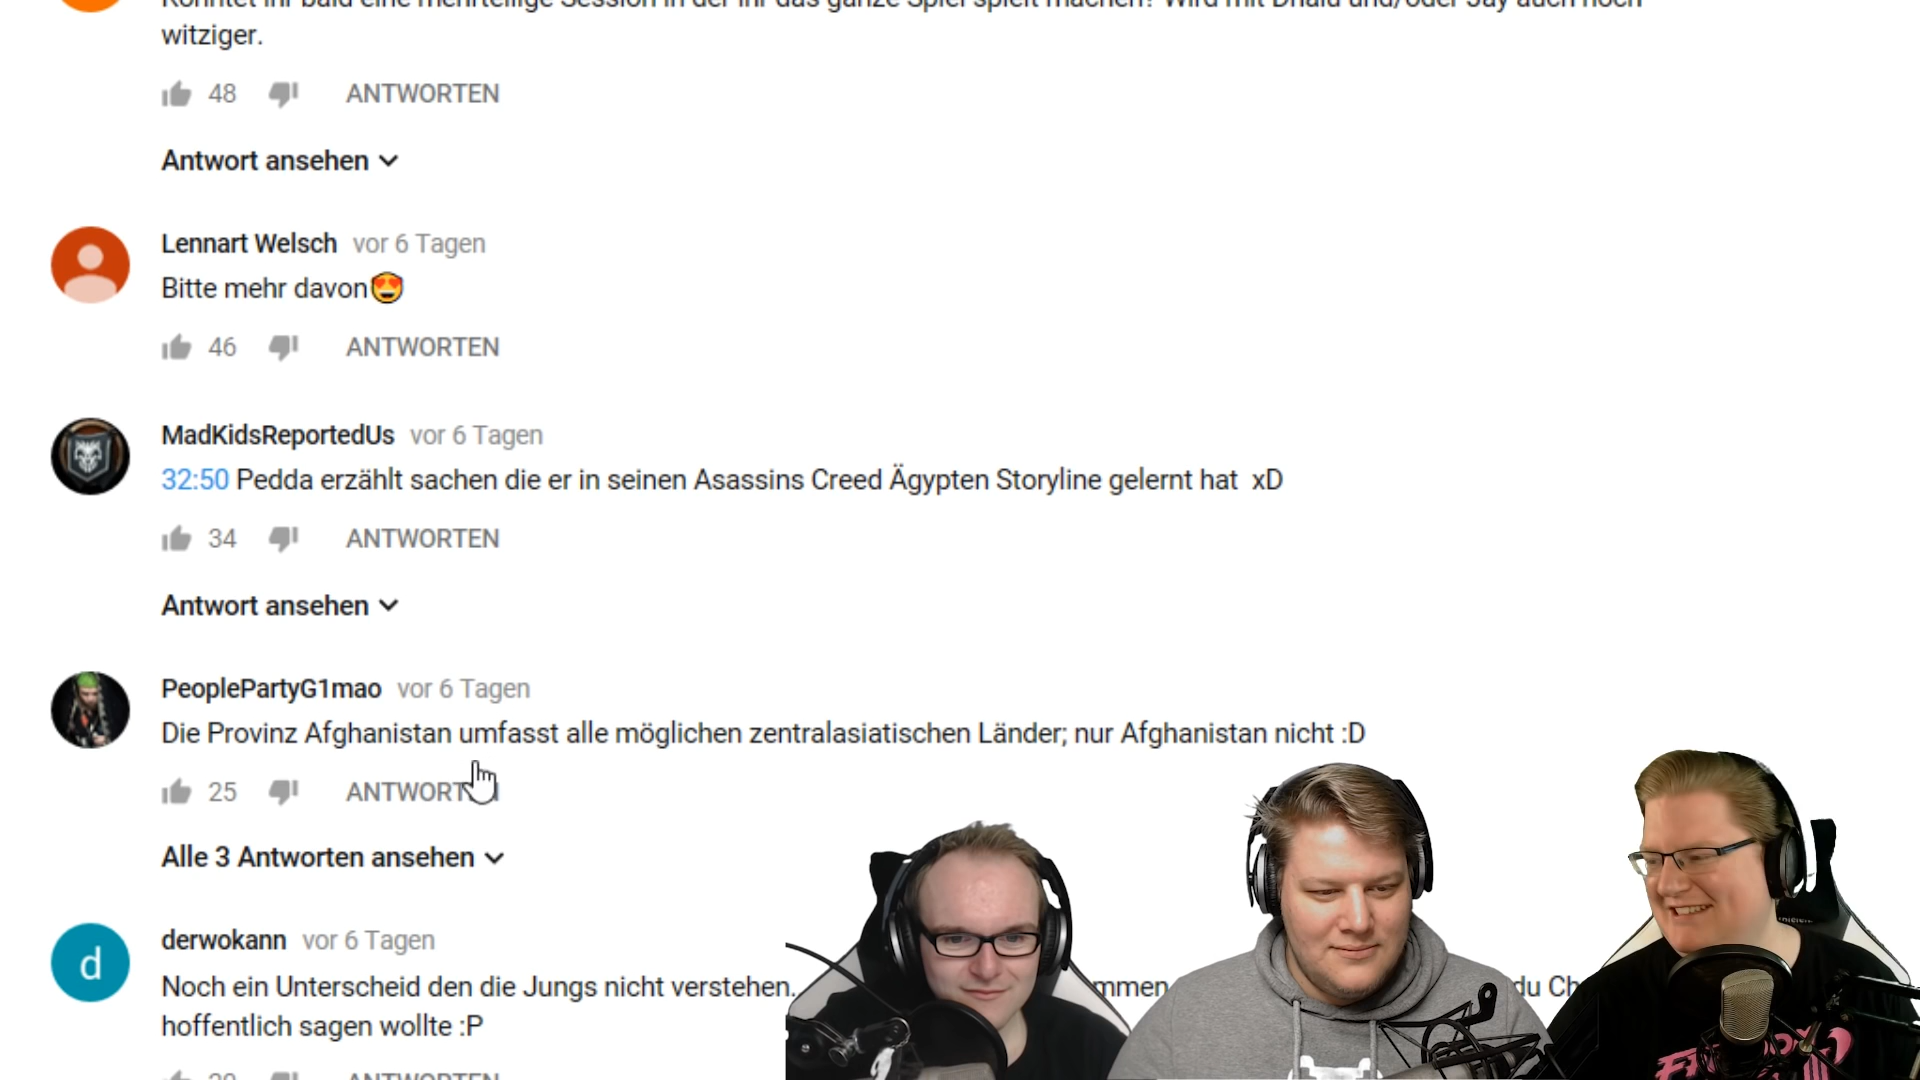 Könntet ihr bald eine mehrteilige Session in der ihr das ganze Spiel spielt machen? Wird mit Dhalu und/oder Jay auch noch
witziger.
48 ANTWORTEN
Antwort ansehen
Lennart Welsch vor 6 Tagen
Bitte mehr davon😍
46 ANTWORTEN
Antwort ansehen
MadKidsReportedUs vor 6 Tagen
32:50 Pedda erzählt sachen die er in seinen Asassins Creed Ägypten Storyline gelernt hat xD
34 ANTWORTEN
Antwort ansehen
PeoplePartyG1mao vor 6 Tagen
Die Provinz Afghanistan umfasst alle möglichen zentralasiatischen Länder; nur Afghanistan nicht :D
25 ANTWORTEN
Alle 3 Antworten ansehen
d
derwokann vor 6 Tagen
Noch ein Unterscheid den die Jungs nicht verstehen. mmen du Ch
hoffentlich sagen wollte :P
ANTWORTEN